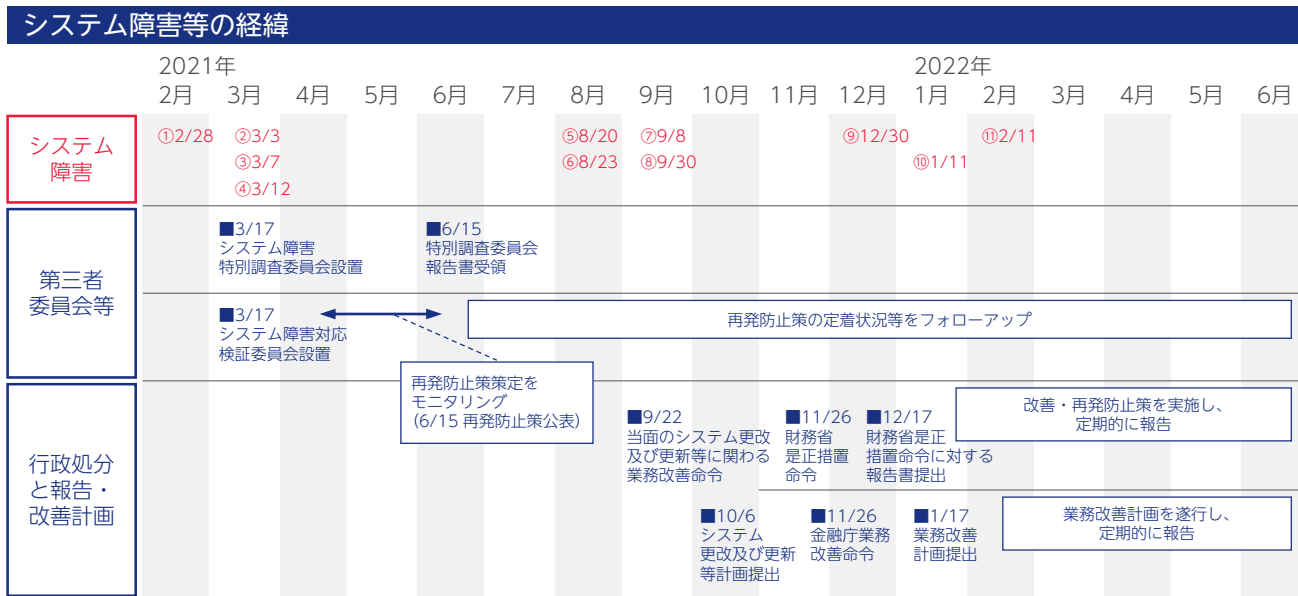 システム障害等の経緯
2021年
2022年
2月 3月 4月 5月 6月 7月 8月 9月 10月 11月 12月 1月 2月 3月 4月 5月 6月
システム
障害
①2/28
②3/3
③3/7
④3/12
⑤8/20
⑥8/23
⑦9/8
⑧9/30
⑨12/30
⑩1/11
⑪2/11
第三者
委員会等
■3/17
システム障害
特別調査委員会設置
■6/15
特別調査委員会
報告書受領
■3/17
システム障害対応
検証委員会設置
再発防止策の定着状況等をフォローアップ
再発防止策策定を
モニタリング
(6/15 再発防止策公表)
行政処分
と報告・
改善計画
■9/22
当面のシステム更改
及び更新等に関わる
業務改善命令
■11/26
財務省
是正措置
命令
■12/17
財務省是正
措置命令に対する
報告書提出
改善・再発防止策を実施し、
定期的に報告
■10/6
システム
更改及び更新
等計画提出
■11/26
金融庁業務
改善命令
■1/17
業務改善
計画提出
業務改善計画を遂行し、
定期的に報告